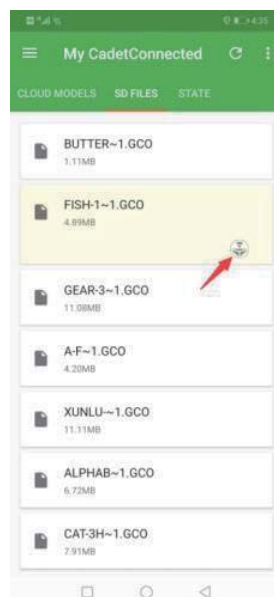 4:35
My CadetConnected
CLOUD MODELS SD FILES STATE
BUTTER~1.GCO
1.11MB
FISH-1~1.GCO
4.89MB
GEAR-3~1.GCO
11.08MB
A-F~1.GCO
4.20MB
XUNLU-~1.GCO
11.11MB
ALPHAB~1.GCO
6.72MB
CAT-3H~1.GCO
7.91MB